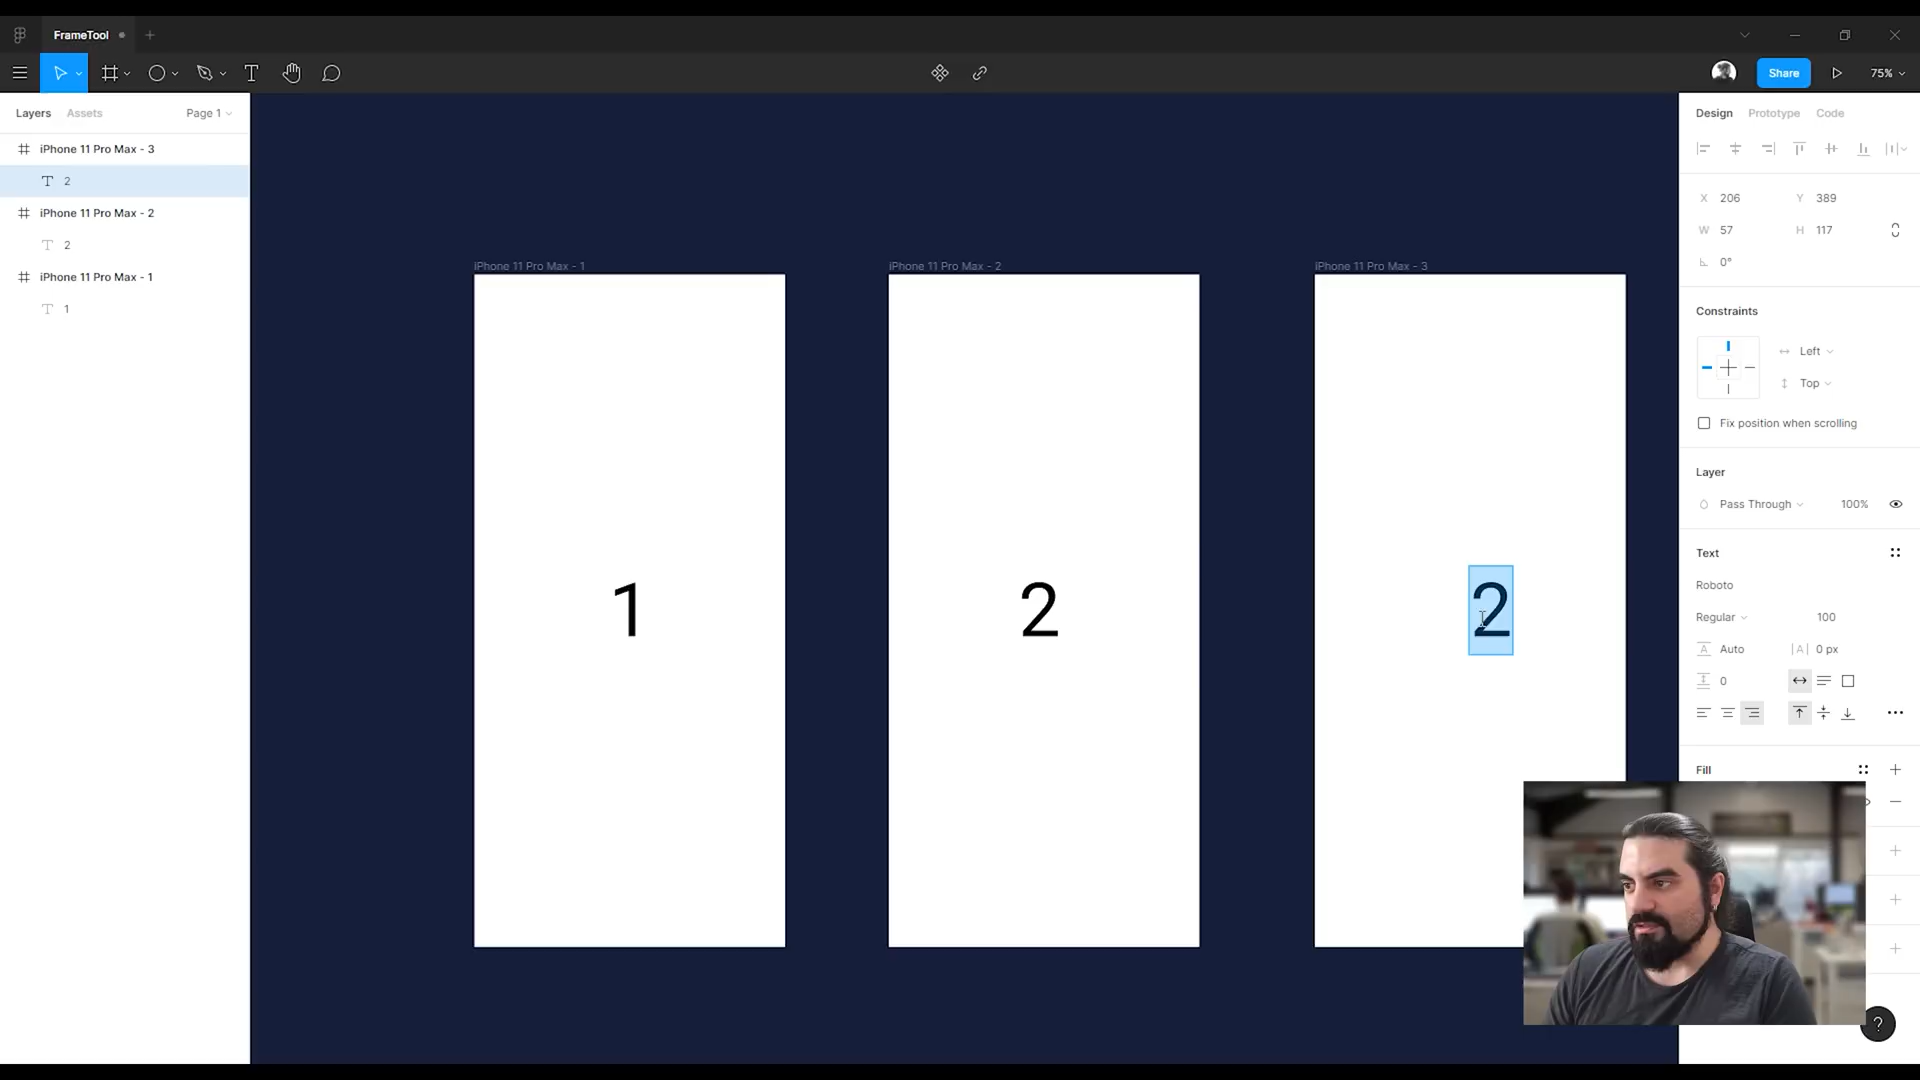 FrameTool
Share
75%
Layers
Assets
Page 1
iPhone 11 Pro Max - 3
2
iPhone 11 Pro Max - 2
2
iPhone 11 Pro Max - 1
1
iPhone 11 Pro Max - 1
iPhone 11 Pro Max - 2
iPhone 11 Pro Max - 3
1
2
2
Design
Prototype
Code
X 206
Y 389
W 57
H 117
0°
Constraints
Left
Top
Fix position when scrolling
Layer
Pass Through
100%
Text
Roboto
Regular
100
A Auto
|A| 0 px
0
Fill
?